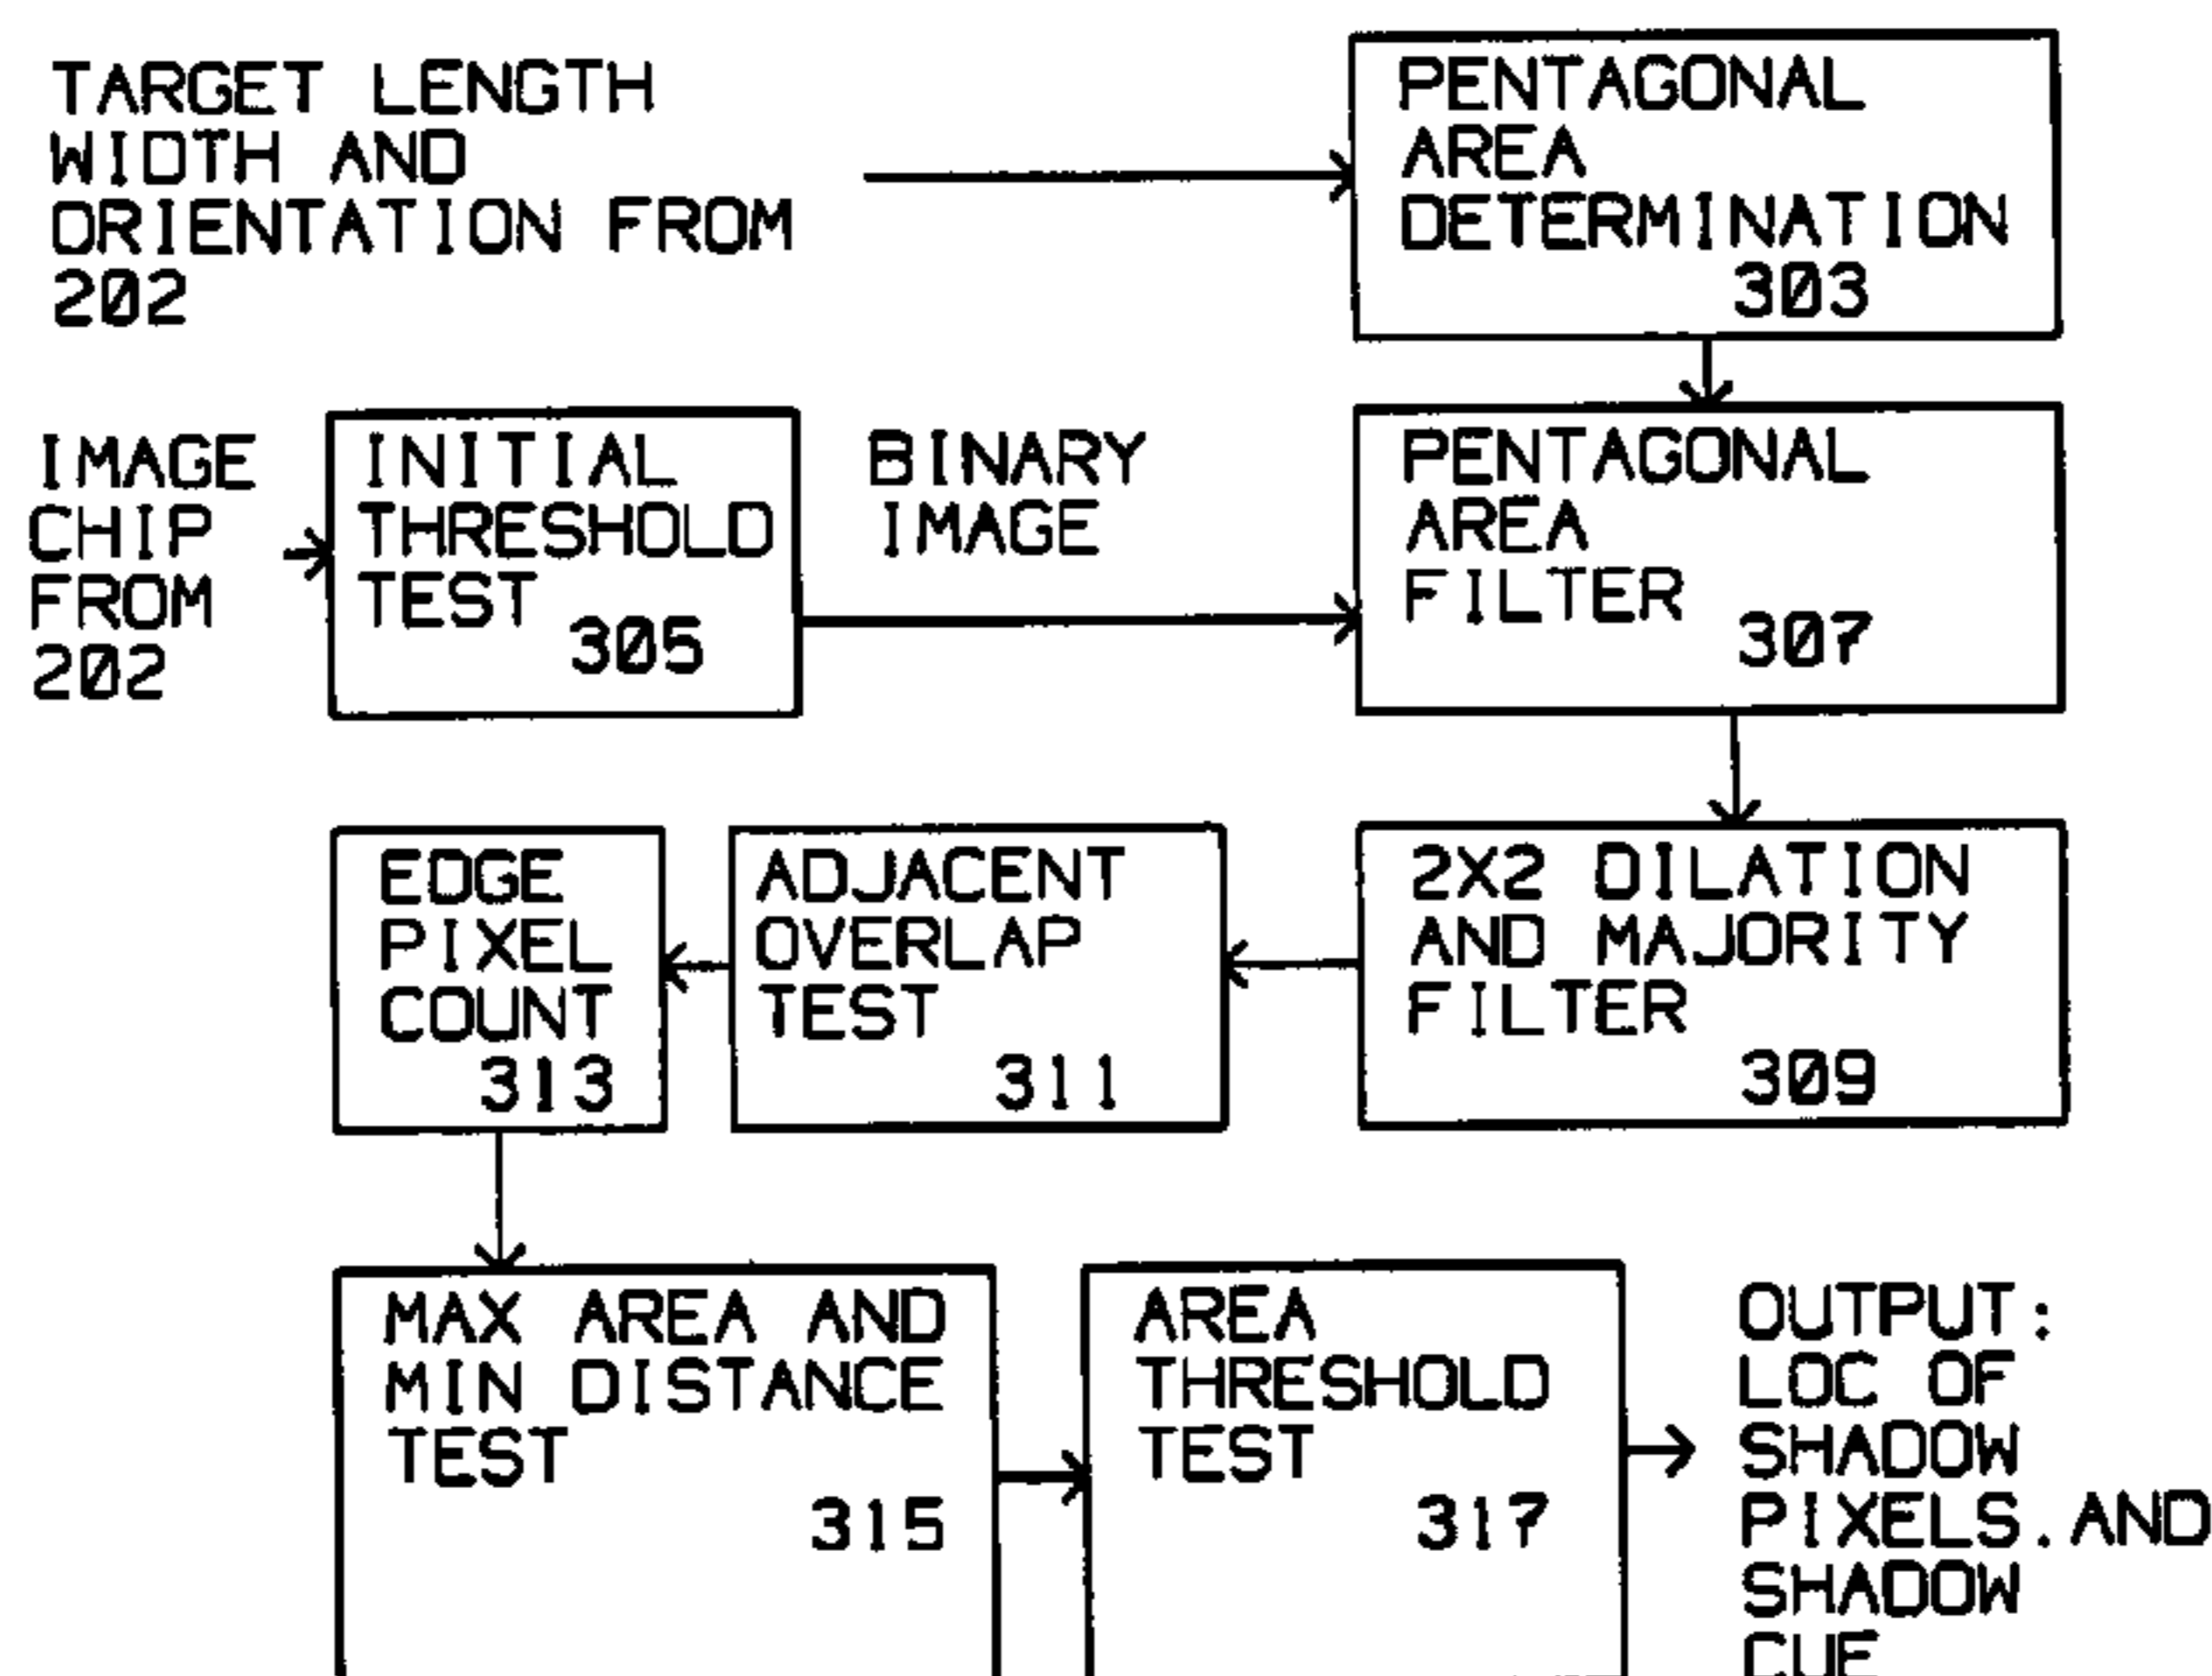 TARGET LENGTH
WIDTH AND
ORIENTATION FROM
202
PENTAGONAL
AREA
DETERMINATION
303
IMAGE
CHIP
FROM
202
INITIAL
THRESHOLD
TEST
305
BINARY
IMAGE
PENTAGONAL
AREA
FILTER
307
EDGE
PIXEL
COUNT
313
ADJACENT
OVERLAP
TEST
311
2X2 DILATION
AND MAJORITY
FILTER
309
MAX AREA AND
MIN DISTANCE
TEST
315
AREA
THRESHOLD
TEST
317
OUTPUT:
LOC OF
SHADOW
PIXELS.AND
SHADOW
CUE